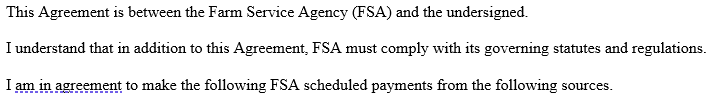 This Agreement is between the Farm Service Agency (FSA) and the undersigned.
I understand that in addition to this Agreement, FSA must comply with its governing statutes and regulations.
I am in agreement to make the following FSA scheduled payments from the following sources.